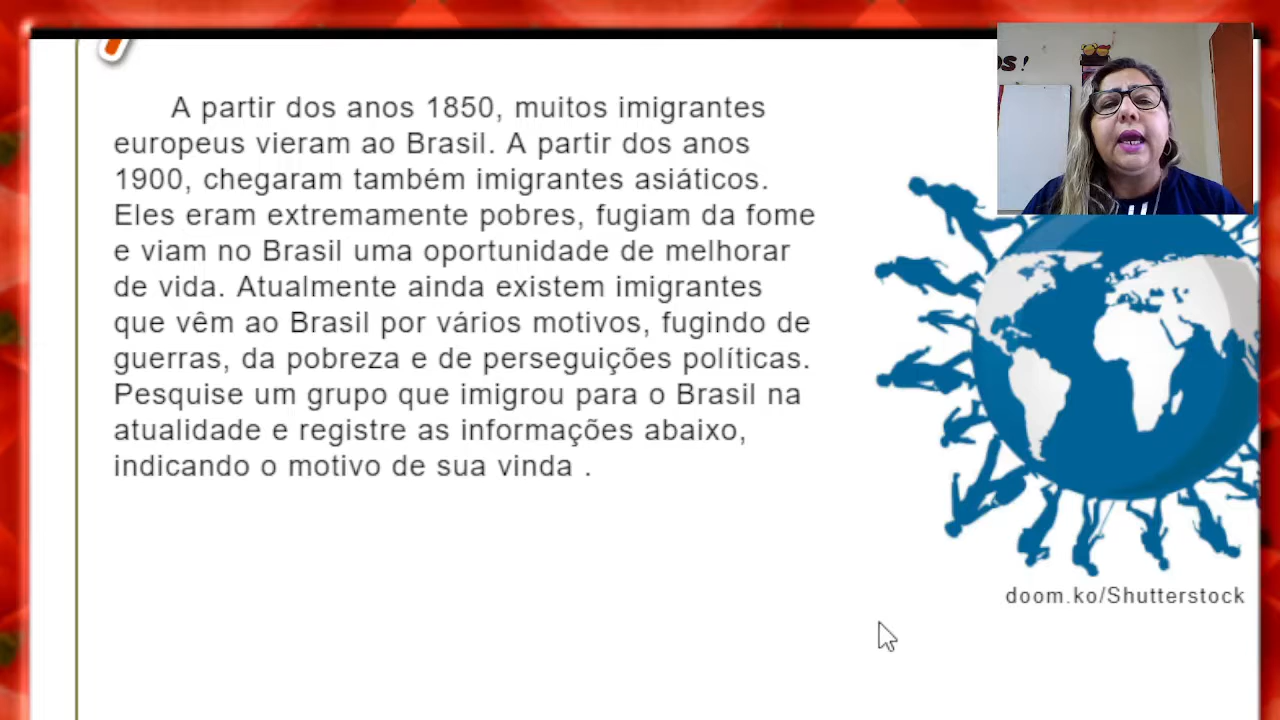 A partir dos anos 1850, muitos imigrantes
europeus vieram ao Brasil. A partir dos anos
1900, chegaram também imigrantes asiáticos.
Eles eram extremamente pobres, fugiam da fome
e viam no Brasil uma oportunidade de melhorar
de vida. Atualmente ainda existem imigrantes
que vêm ao Brasil por vários motivos, fugindo de
guerras, da pobreza e de perseguições políticas.
Pesquise um grupo que imigrou para o Brasil na
atualidade e registre as informações abaixo,
indicando o motivo de sua vinda .
doom.ko/Shutterstock